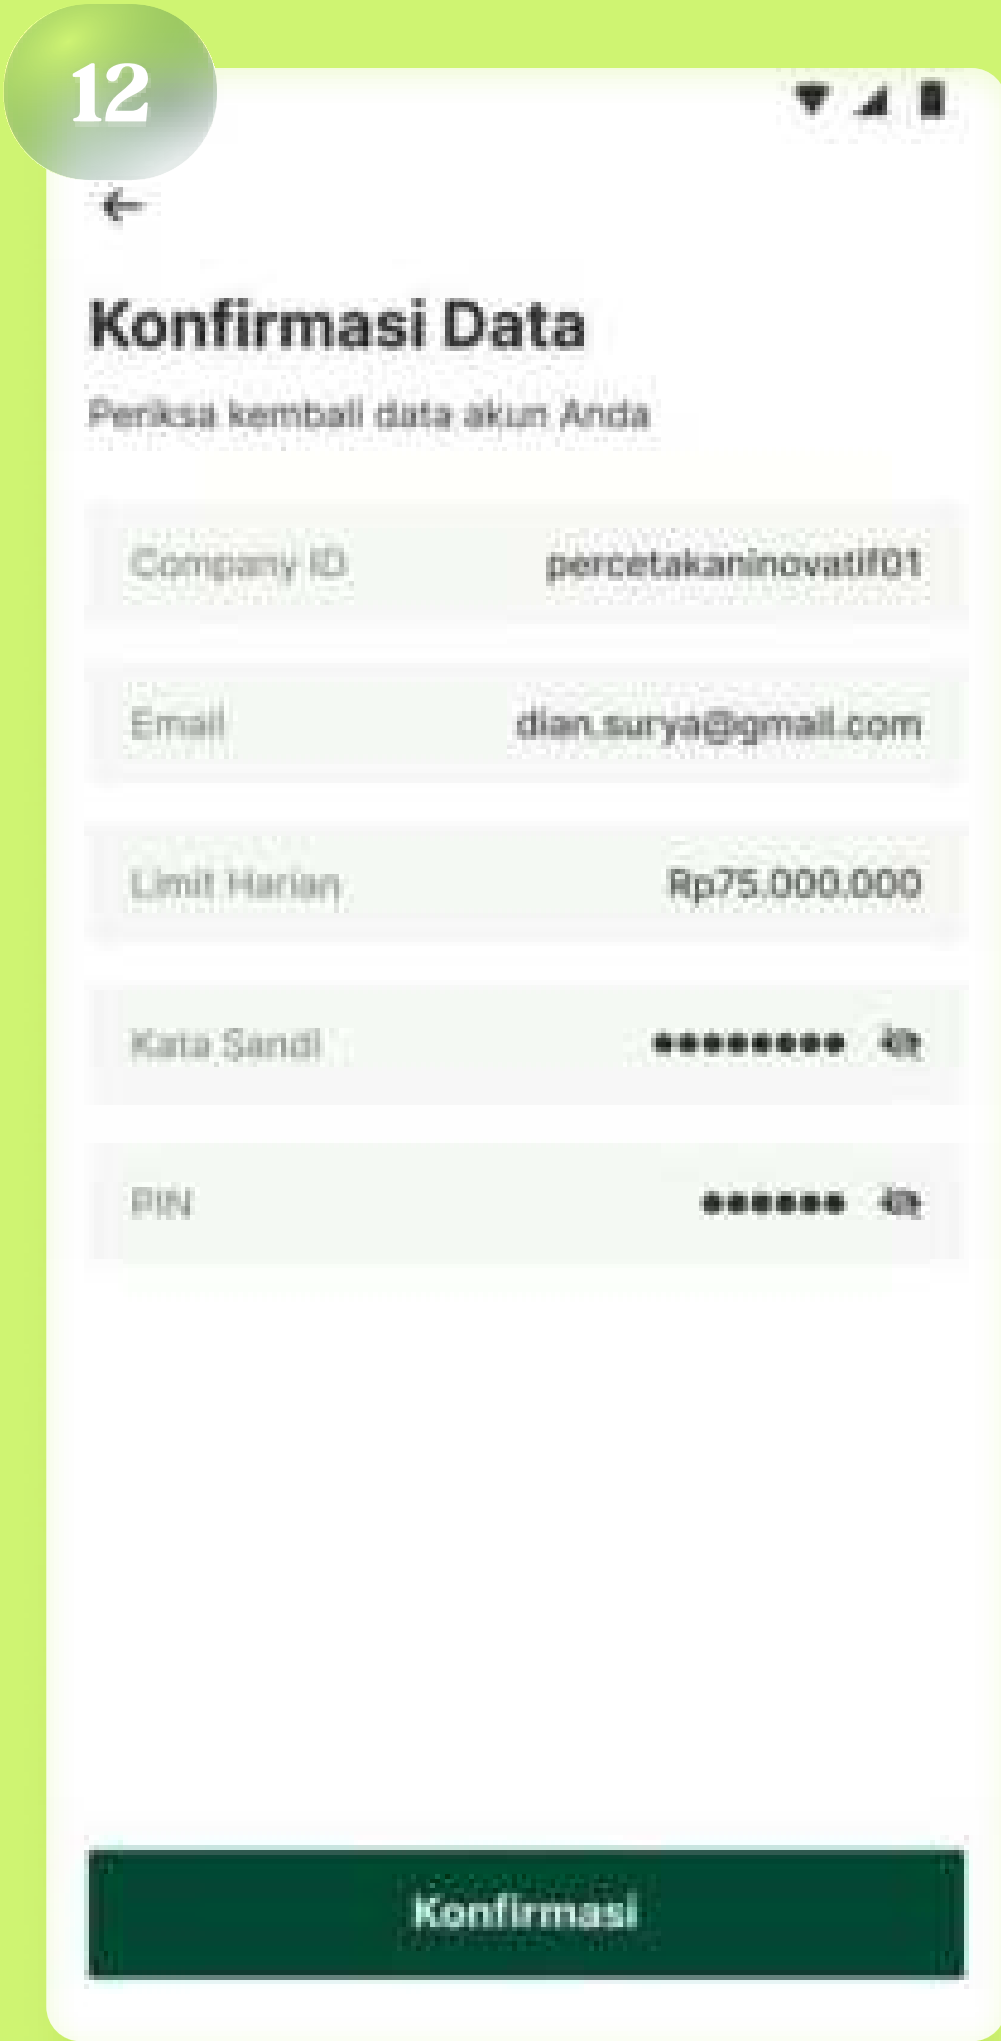 12
Konfirmasi Data
Periksa kembali data akun Anda
Company ID percetakaninovatif01
Email dian.surya@gmail.com
Limit Harian Rp75.000.000
Kata Sandi ●●●●●●●●
PIN ●●●●●●
Konfirmasi